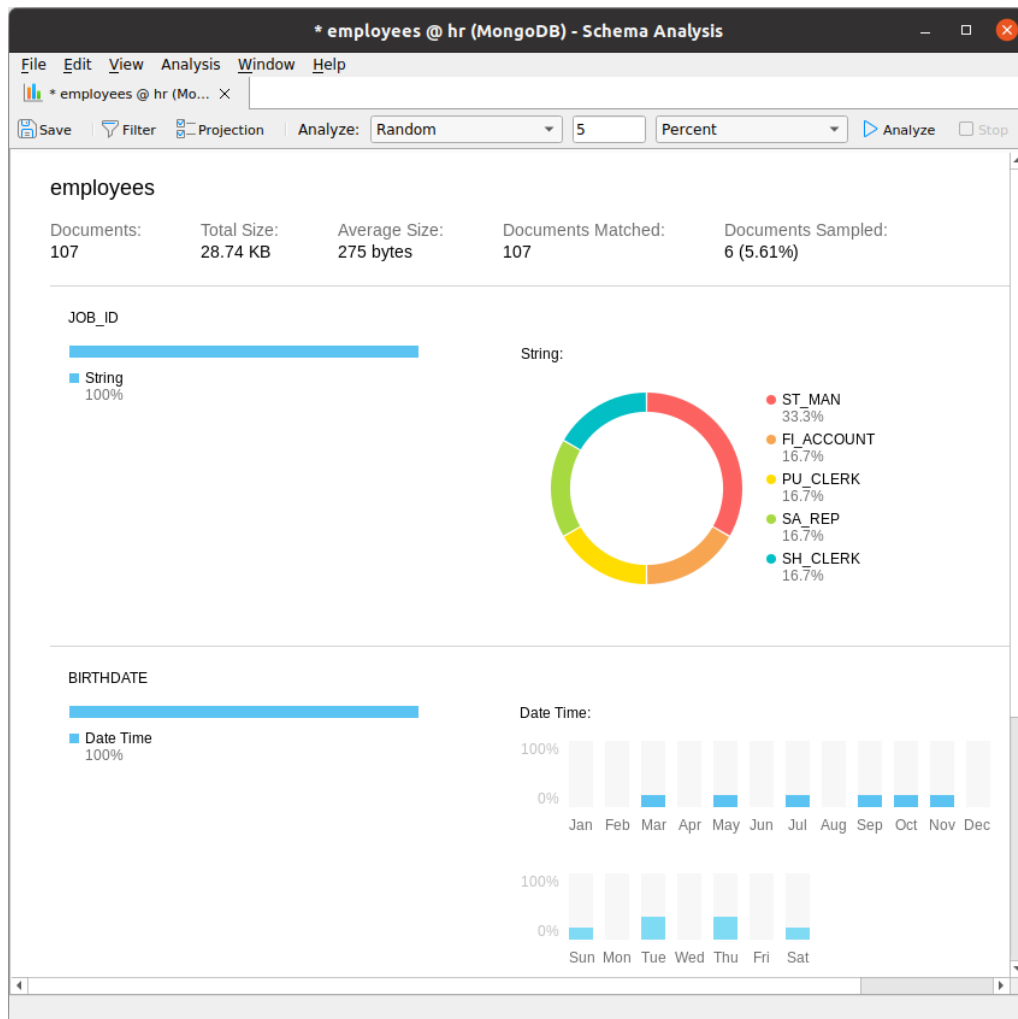 * employees @ hr (MongoDB) - Schema Analysis
File Edit View Analysis Window Help
* employees @ hr (Mo...
Save Filter Projection Analyze: Random 5 Percent Analyze Stop
employees
Documents: Total Size: Average Size: Documents Matched: Documents Sampled:
107 28.74 KB 275 bytes 107 6 (5.61%)
JOB_ID
String:
String
100%
ST_MAN
33.3%
FI_ACCOUNT
16.7%
PU_CLERK
16.7%
SA_REP
16.7%
SH_CLERK
16.7%
BIRTHDATE
Date Time:
Date Time
100%
100%
0%
Jan Feb Mar Apr May Jun Jul Aug Sep Oct Nov Dec
100%
0%
Sun Mon Tue Wed Thu Fri Sat